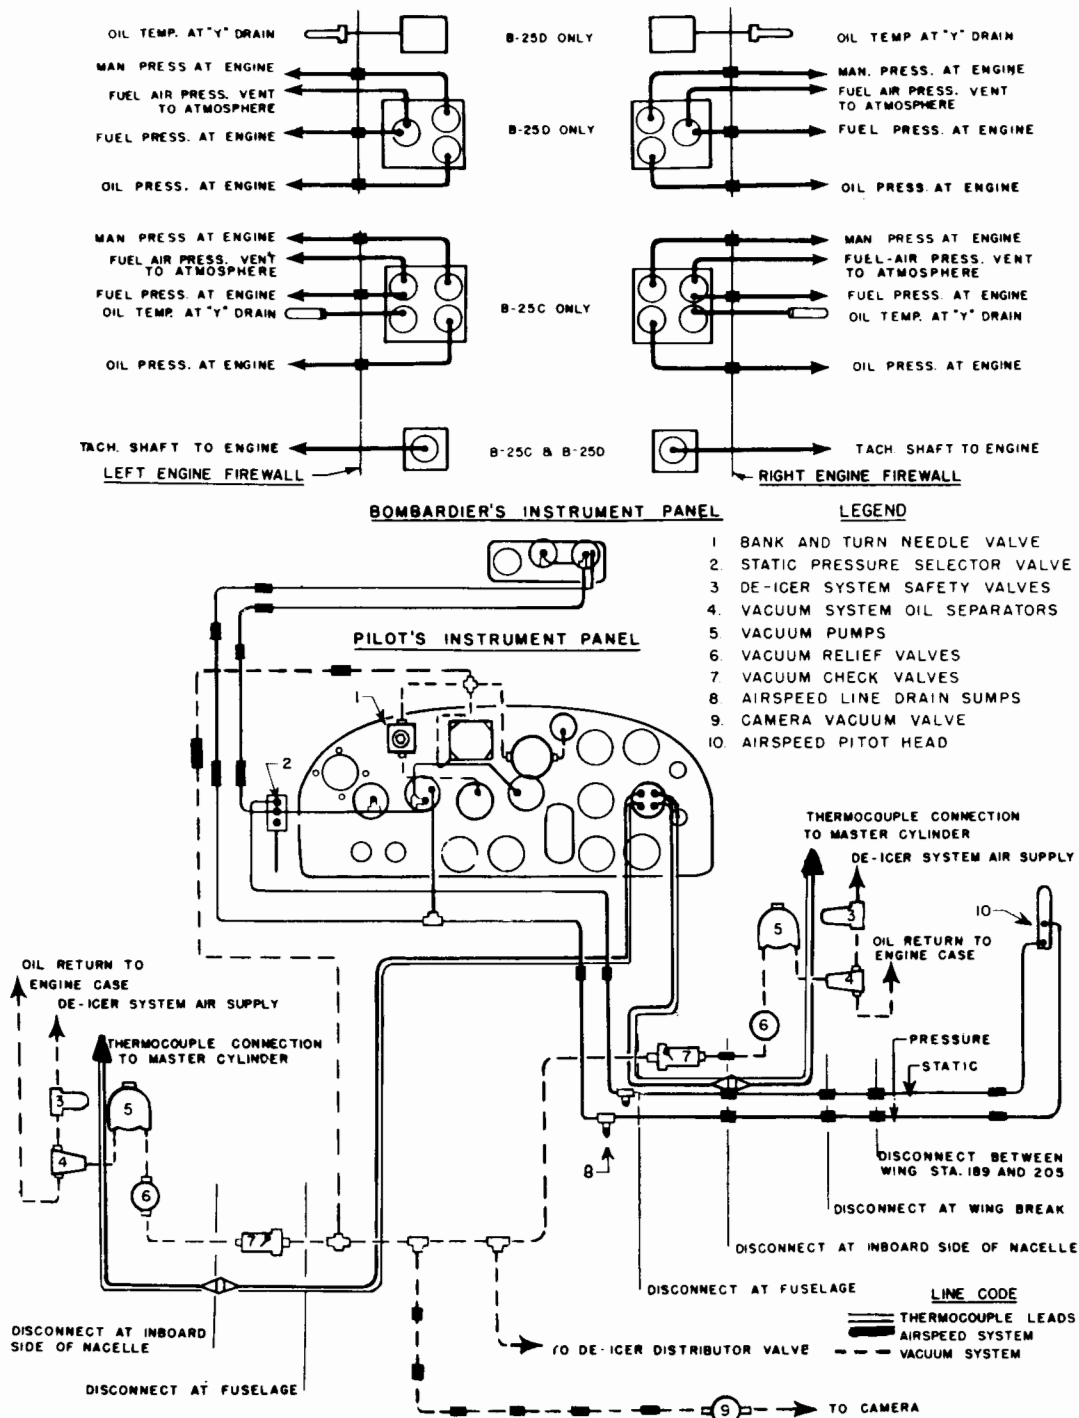 OIL TEMP. AT "Y" DRAIN
B-25D ONLY
OIL TEMP AT "Y" DRAIN
MAN PRESS AT ENGINE
MAN. PRESS. AT ENGINE
FUEL AIR PRESS. VENT
TO ATMOSPHERE
FUEL AIR PRESS. VENT
TO ATMOSPHERE
FUEL PRESS. AT ENGINE
B-25D ONLY
FUEL PRESS. AT ENGINE
OIL PRESS. AT ENGINE
OIL PRESS. AT ENGINE
MAN PRESS AT ENGINE
MAN PRESS AT ENGINE
FUEL AIR PRESS. VENT
TO ATMOSPHERE
FUEL-AIR PRESS. VENT
TO ATMOSPHERE
FUEL PRESS. AT ENGINE
B-25C ONLY
FUEL PRESS. AT ENGINE
OIL TEMP. AT "Y" DRAIN
OIL TEMP. AT "Y" DRAIN
OIL PRESS. AT ENGINE
OIL PRESS. AT ENGINE
TACH. SHAFT TO ENGINE
B-25C & B-25D
TACH. SHAFT TO ENGINE
LEFT ENGINE FIREWALL
RIGHT ENGINE FIREWALL
BOMBARDIER'S INSTRUMENT PANEL
LEGEND
1 BANK AND TURN NEEDLE VALVE
2. STATIC PRESSURE SELECTOR VALVE
3 DE-ICER SYSTEM SAFETY VALVES
4. VACUUM SYSTEM OIL SEPARATORS
5. VACUUM PUMPS
6. VACUUM RELIEF VALVES
7. VACUUM CHECK VALVES
8 AIRSPEED LINE DRAIN SUMPS
9. CAMERA VACUUM VALVE
10. AIRSPEED PITOT HEAD
PILOT'S INSTRUMENT PANEL
1
2
THERMOCOUPLE CONNECTION
TO MASTER CYLINDER
DE-ICER SYSTEM AIR SUPPLY
3
5
10
OIL RETURN TO
ENGINE CASE
4
6
7
PRESSURE
STATIC
OIL RETURN TO
ENGINE CASE
DE-ICER SYSTEM AIR SUPPLY
THERMOCOUPLE CONNECTION
TO MASTER CYLINDER
3
5
4
6
7
8
DISCONNECT BETWEEN
WING STA. 189 AND 205
DISCONNECT AT WING BREAK
DISCONNECT AT INBOARD SIDE OF NACELLE
DISCONNECT AT FUSELAGE
DISCONNECT AT INBOARD
SIDE OF NACELLE
DISCONNECT AT FUSELAGE
TO DE-ICER DISTRIBUTOR VALVE
LINE CODE
THERMOCOUPLE LEADS
AIRSPEED SYSTEM
VACUUM SYSTEM
9
TO CAMERA